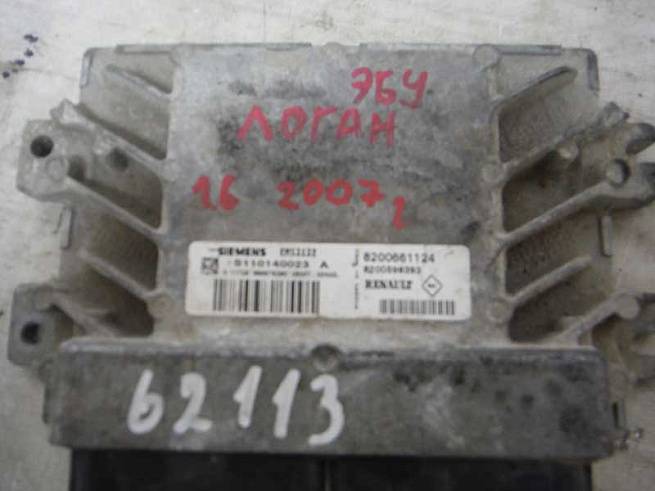 ЭБУ
ЛОГАН
1.6 2007г
SIEMENS EMS3132
S110140023 A
8200661124
8200598393
RENAULT
62113